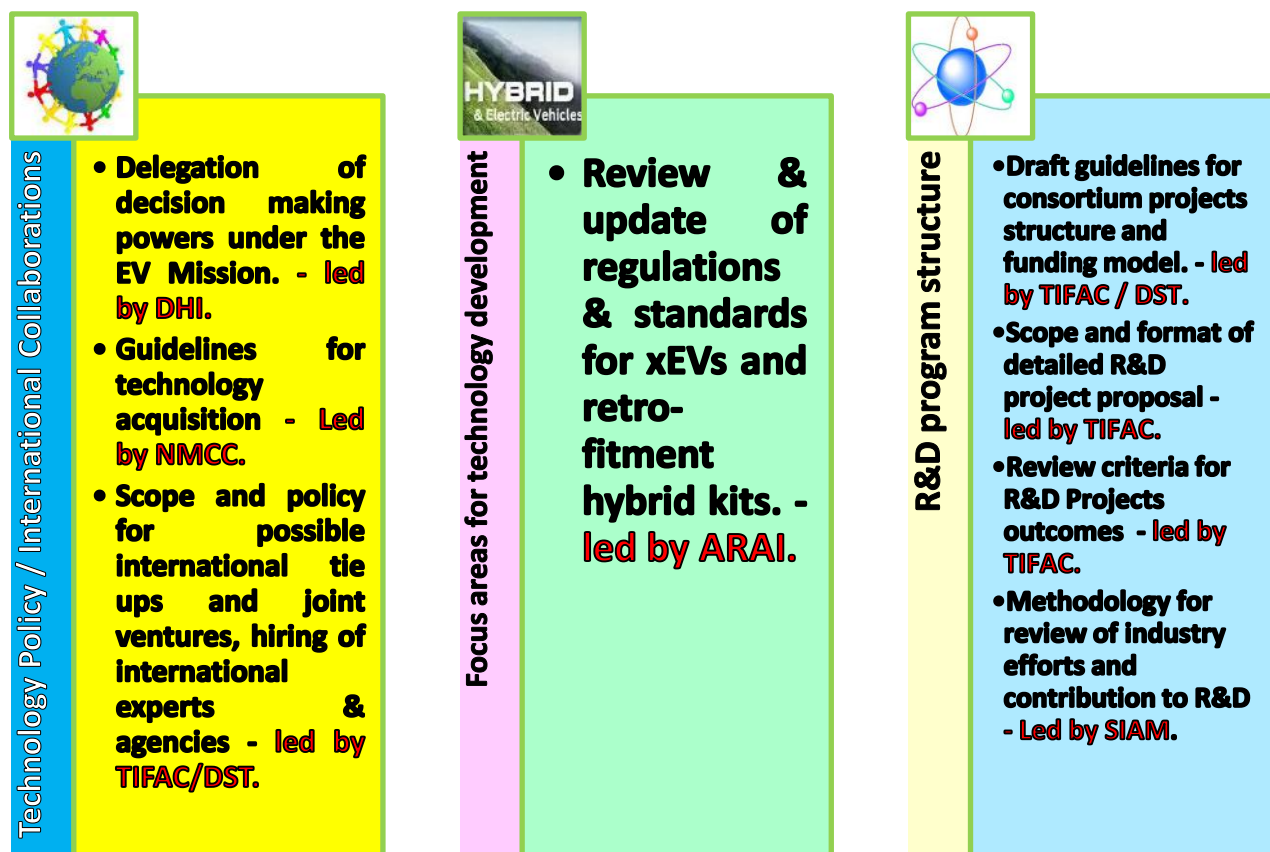 Technology Policy / International Collaborations
• Delegation of
decision making
powers under the
EV Mission. - led
by DHI.
• Guidelines for
technology
acquisition - Led
by NMCC.
• Scope and policy
for possible
international tie
ups and joint
ventures, hiring of
international
experts &
agencies - led by
TIFAC/DST.
HYBRID
& Electric Vehicles
Focus areas for technology development
• Review &
update of
regulations
& standards
for xEVs and
retro-
fitment
hybrid kits. -
led by ARAI.
R&D program structure
•Draft guidelines for
consortium projects
structure and
funding model. - led
by TIFAC / DST.
•Scope and format of
detailed R&D
project proposal -
led by TIFAC.
•Review criteria for
R&D Projects
outcomes - led by
TIFAC.
•Methodology for
review of industry
efforts and
contribution to R&D
- Led by SIAM.